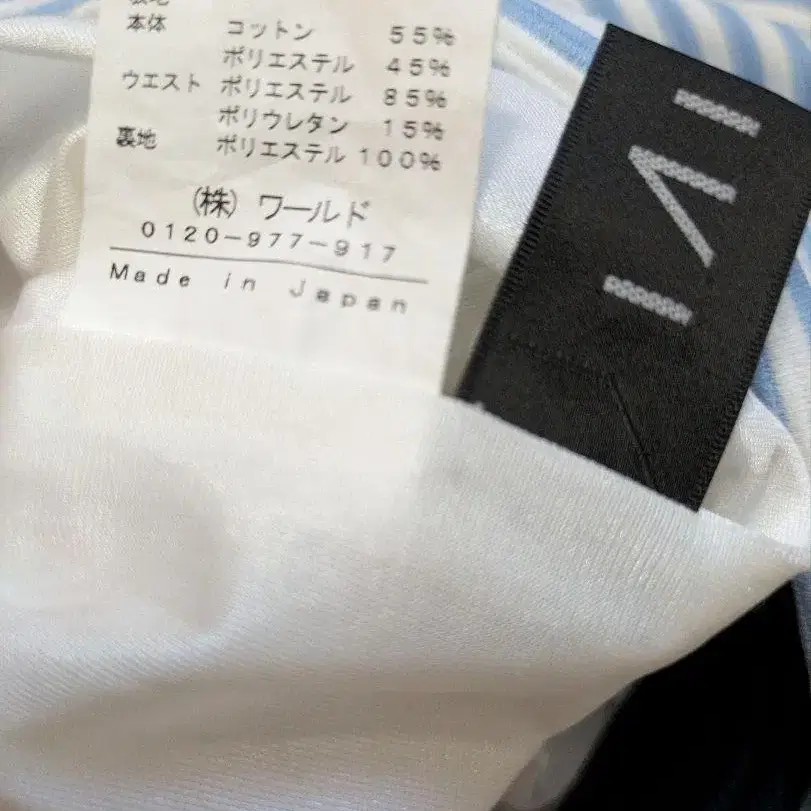 本体 コットン 55%
ポリエステル 45%
ウエスト ポリエステル 85%
ポリウレタン 15%
裏地 ポリエステル 100%
(株) ワールド
0120-977-917
Made in Japan
IVI